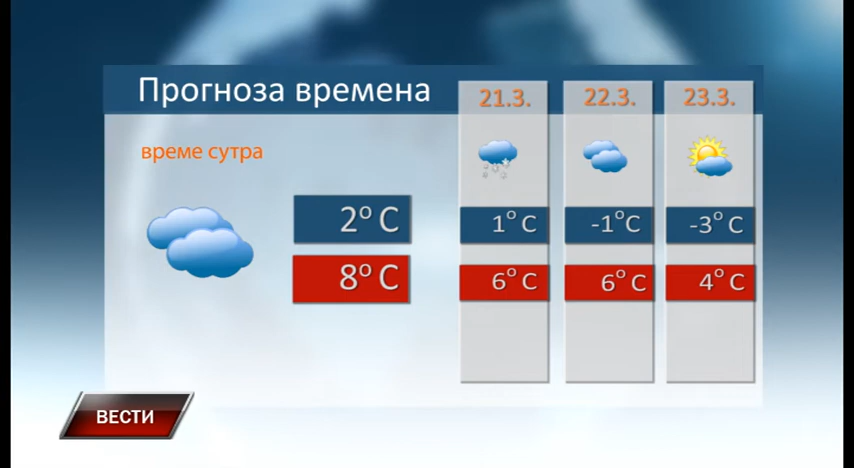 Прогноза времена
време сутра
2° C
8° C
21.3. 22.3. 23.3.
1° C -1°C -3° C
6° C 6° C 4° C
ВЕСТИ